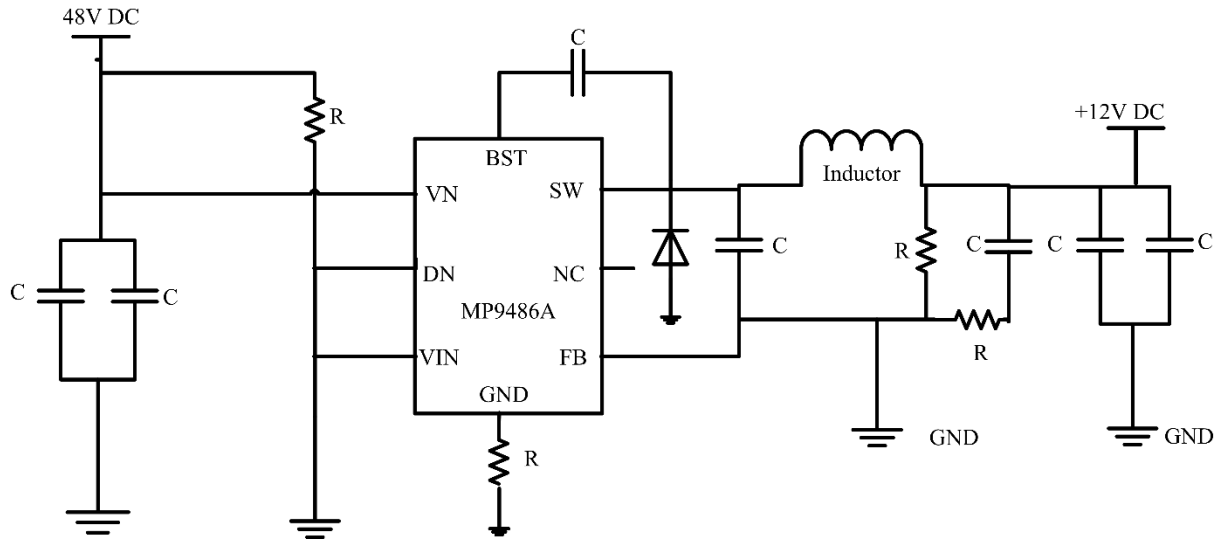 48V DC
C
R
BST
+12V DC
VN
SW
Inductor
C
C
DN
NC
C
R
C
C
C
MP9486A
VIN
FB
R
GND
R
GND
GND